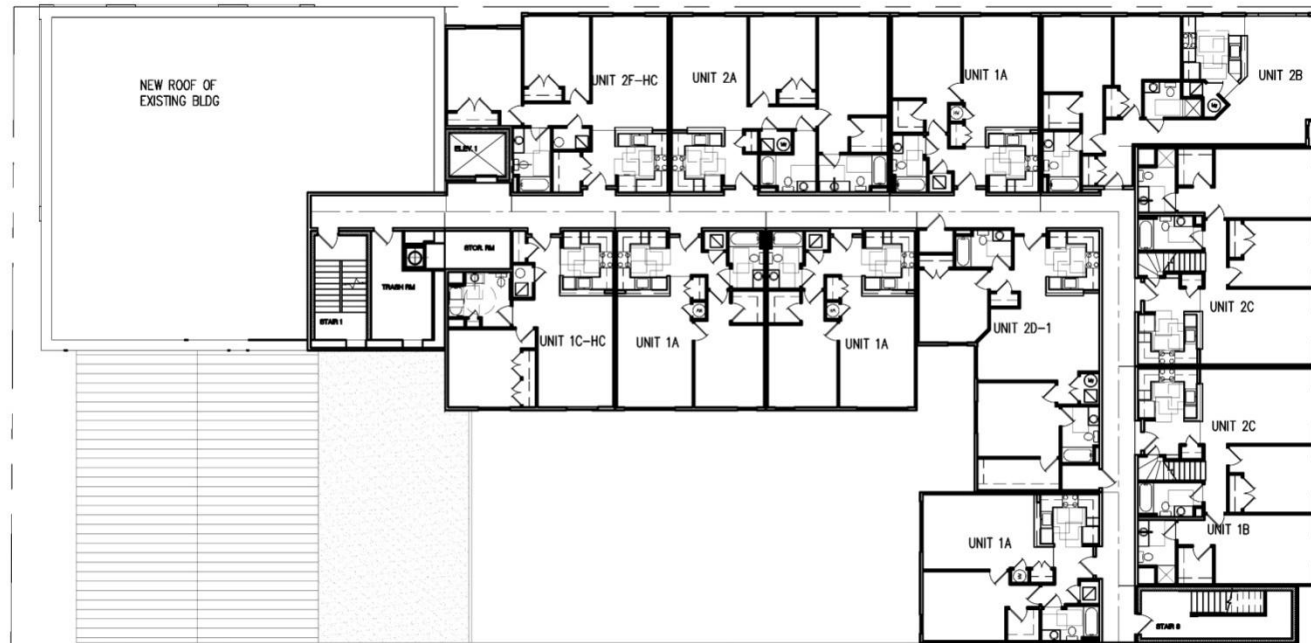 NEW ROOF OF
EXISTING BLDG
UNIT 2F-HC
UNIT 2A
UNIT 1A
UNIT 2B
ELEV. 1
STOR. RM
TRASH RM
STAIR 1
UNIT 1C-HC
UNIT 1A
UNIT 1A
UNIT 2D-1
UNIT 2C
UNIT 2C
UNIT 1B
UNIT 1A